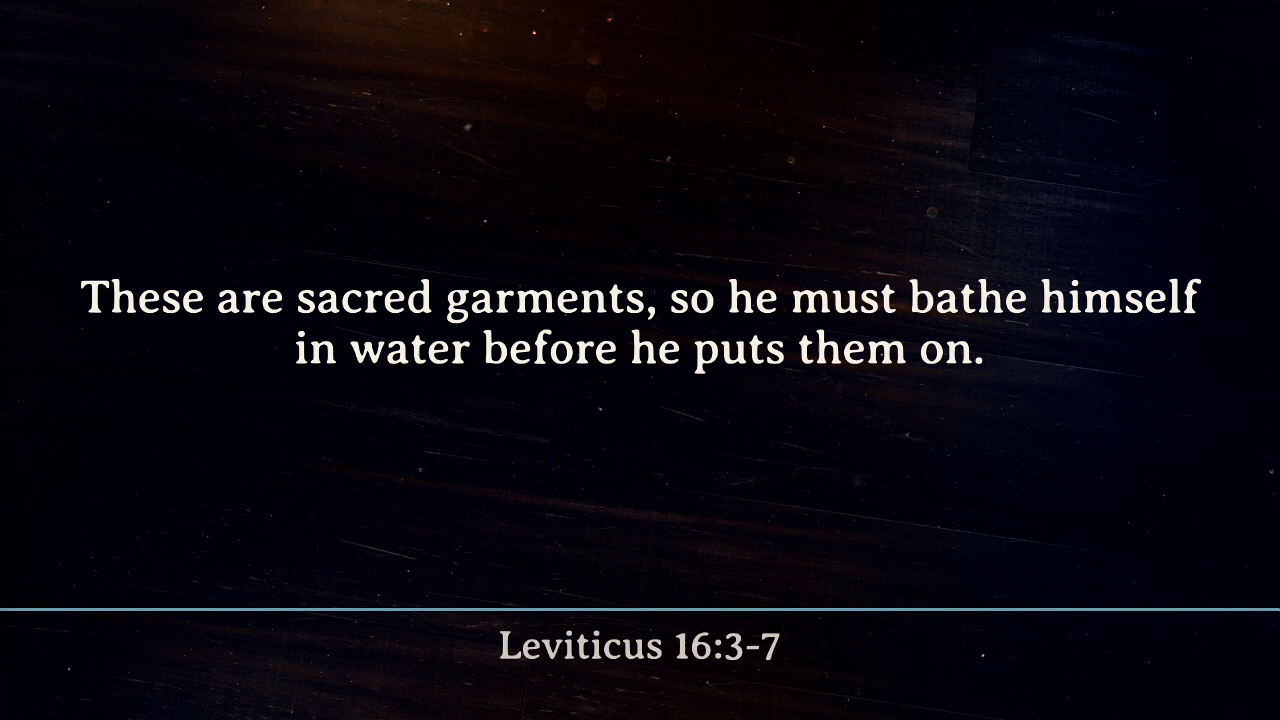 These are sacred garments, so he must bathe himself
in water before he puts them on.
Leviticus 16:3-7